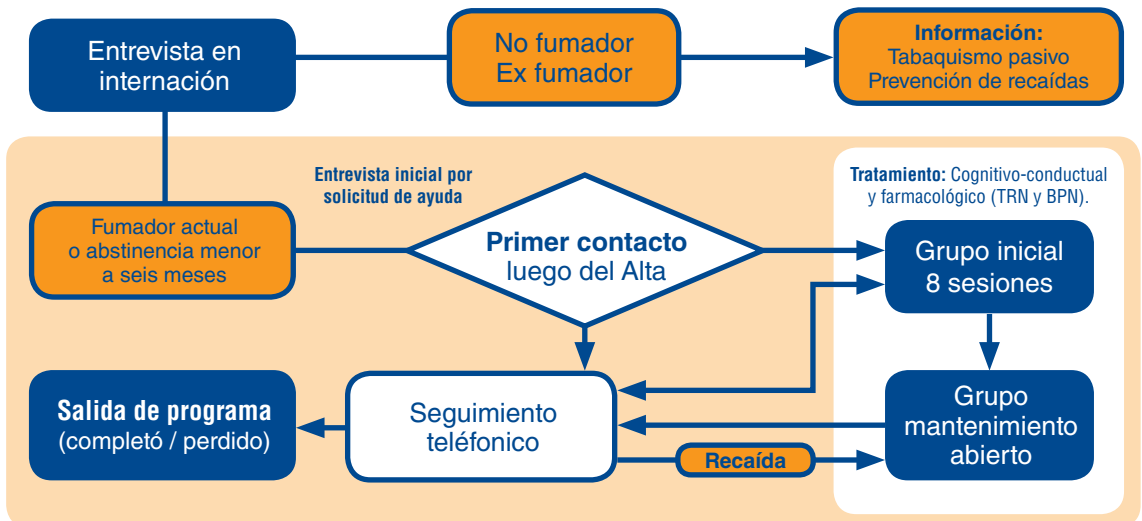 Entrevista en
internación
No fumador
Ex fumador
Información:
Tabaquismo pasivo
Prevención de recaídas
Entrevista inicial por
solicitud de ayuda
Tratamiento: Cognitivo-conductual
y farmacológico (TRN y BPN).
Fumador actual
o abstinencia menor
a seis meses
Primer contacto
luego del Alta
Grupo inicial
8 sesiones
Salida de programa
(completó / perdido)
Seguimiento
teléfonico
Recaída
Grupo
mantenimiento
abierto